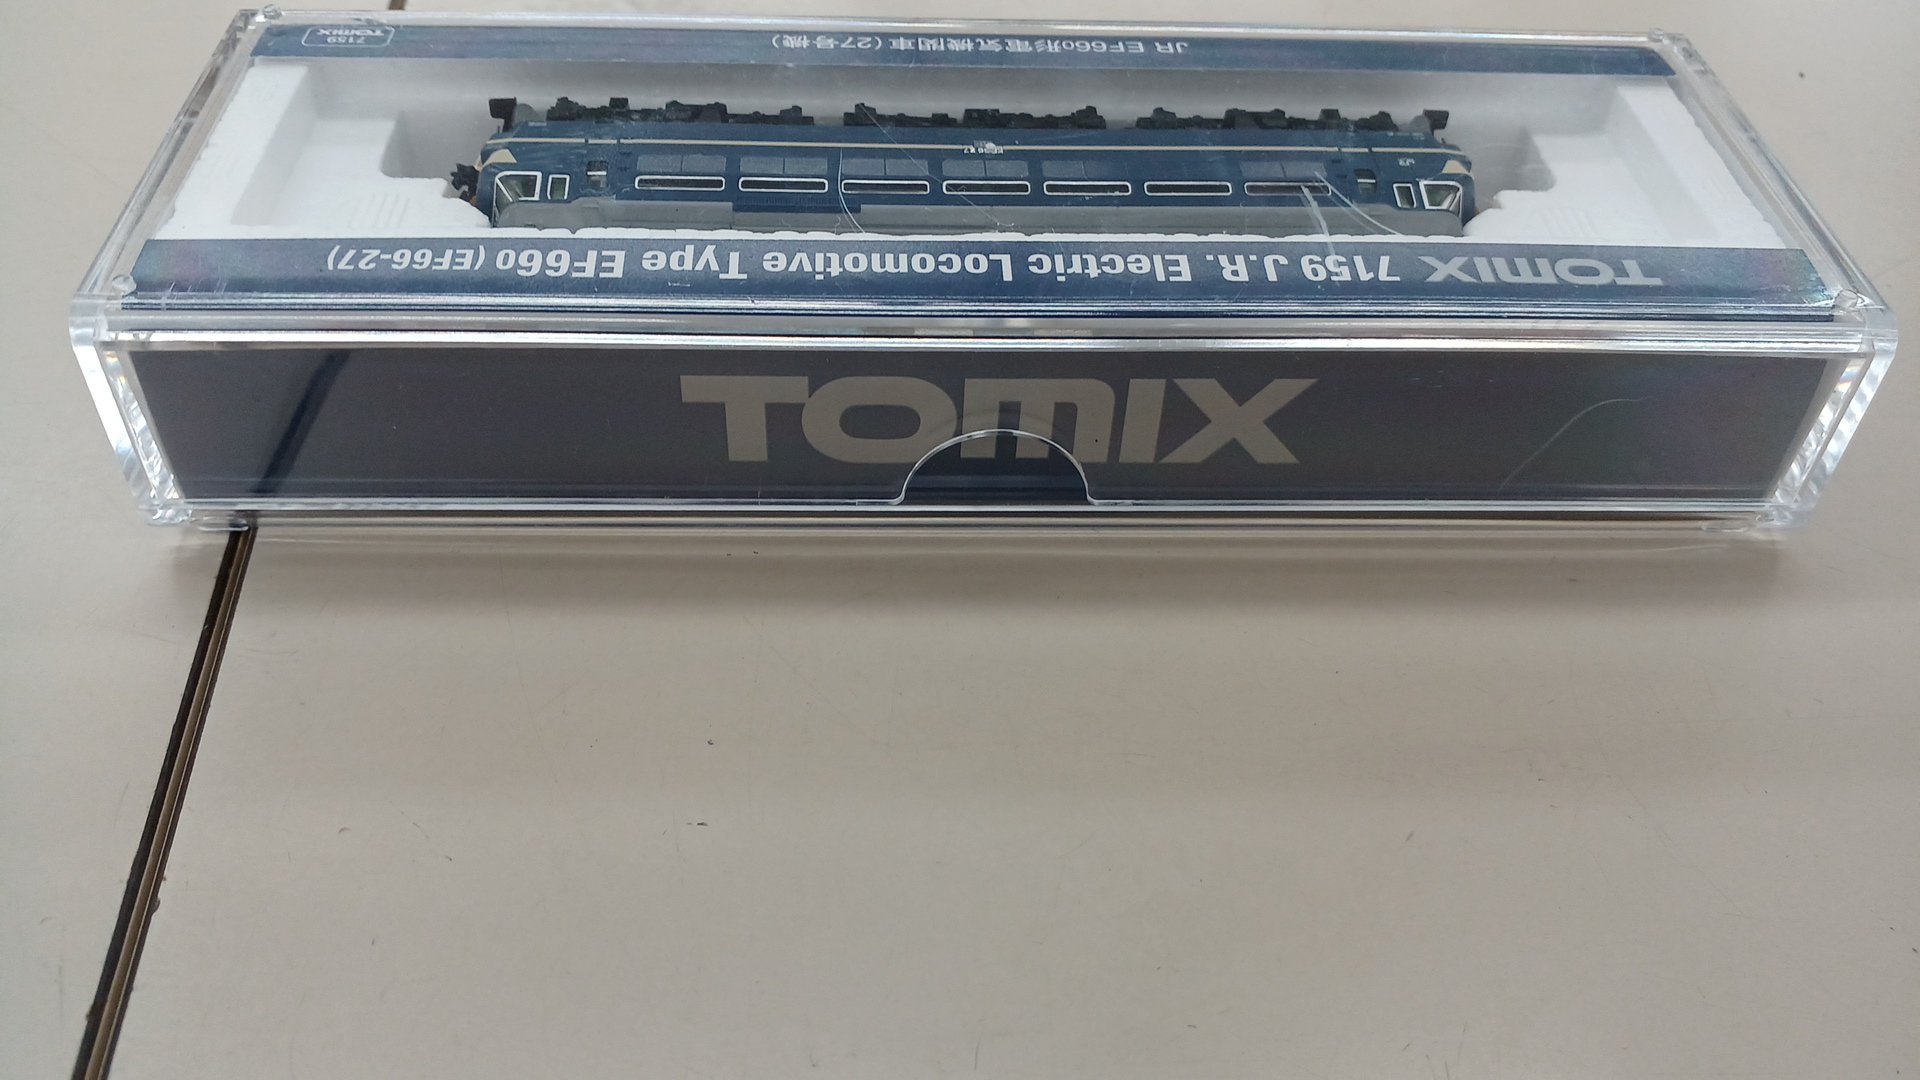 TOMIX 7159 J.R. Electric Locomotive Type EF660 (EF66-27)
JR EF660形電気機関車（27号機）
7159
TOMIX
TOMIX